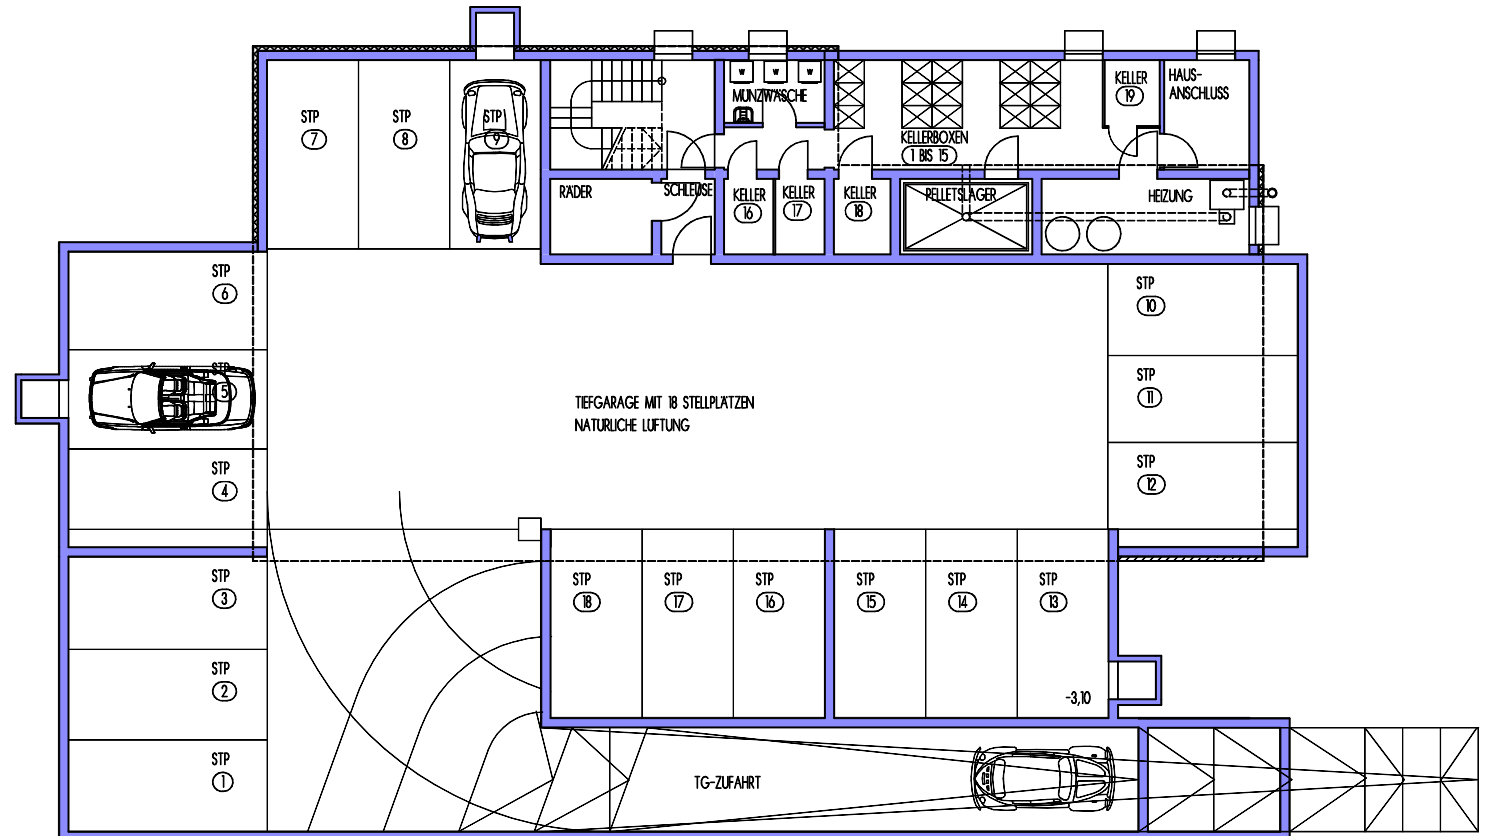 STP
7
STP
8
STP
9
W W W
MÜNZWÄSCHE
KELLERBOXEN
1 BIS 15
KELLER
19
HAUS-
ANSCHLUSS
RÄDER
SCHLEUSE
KELLER
16
KELLER
17
KELLER
18
PELLETSLAGER
HEIZUNG
STP
6
STP
5
STP
4
STP
3
STP
2
STP
1
TIEFGARAGE MIT 18 STELLPLÄTZEN
NATÜRLICHE LÜFTUNG
STP
10
STP
11
STP
12
STP
18
STP
17
STP
16
STP
15
STP
14
STP
13
-3,10
TG-ZUFAHRT